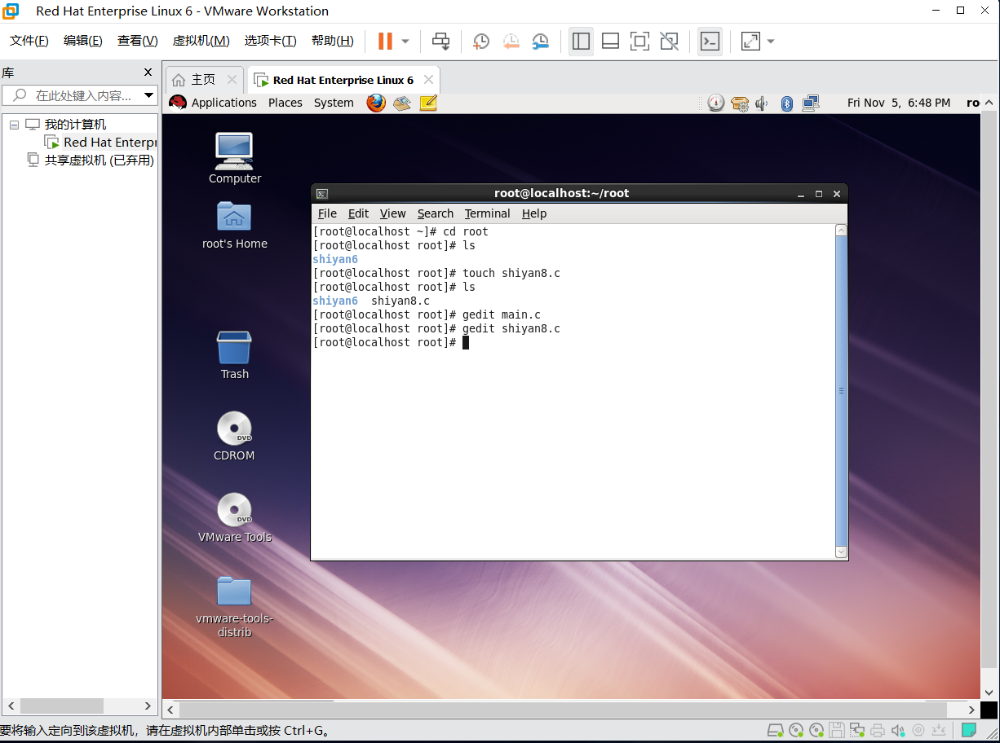 Red Hat Enterprise Linux 6 - VMware Workstation
文件(F) 编辑(E) 查看(V) 虚拟机(M) 选项卡(T) 帮助(H)
库
在此处键入内容...
我的计算机
Red Hat Enterpr
共享虚拟机 (已弃用)
主页
Red Hat Enterprise Linux 6
Applications Places System
Fri Nov 5, 6:48 PM ro
Computer
root's Home
Trash
DVD
CDROM
DVD
VMware Tools
vmware-tools-
distrib
root@localhost:~/root
File Edit View Search Terminal Help
[root@localhost ~]# cd root
[root@localhost root]# ls
shiyan6
[root@localhost root]# touch shiyan8.c
[root@localhost root]# ls
shiyan6  shiyan8.c
[root@localhost root]# gedit main.c
[root@localhost root]# gedit shiyan8.c
[root@localhost root]#
要将输入定向到该虚拟机，请在虚拟机内部单击或按 Ctrl+G。